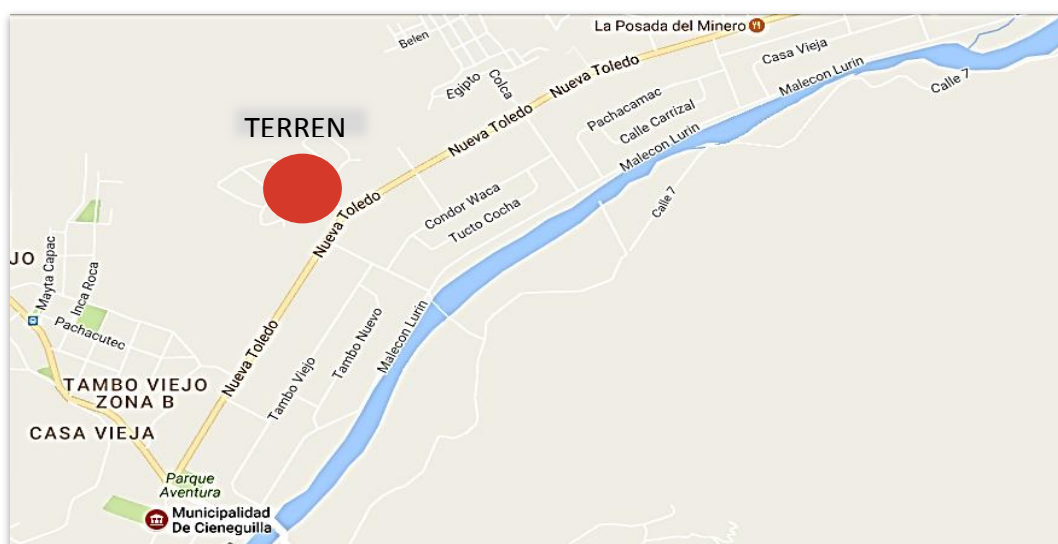 La Posada del Minero
Belen
Casa Vieja
Egipto
Colca
Nueva Toledo
Malecon Lurin
Calle 7
Pachacamac
Calle Carrizal
TERREN
Nueva Toledo
Malecon Lurin
Condor Waca
Tucto Cocha
Calle 7
Nueva Toledo
JO
Mayta Capac
Inca Roca
Pachacutec
Nueva Toledo
Tambo Nuevo
Malecon Lurin
Tambo Viejo
TAMBO VIEJO
ZONA B
CASA VIEJA
Parque
Aventura
Municipalidad
De Cieneguilla